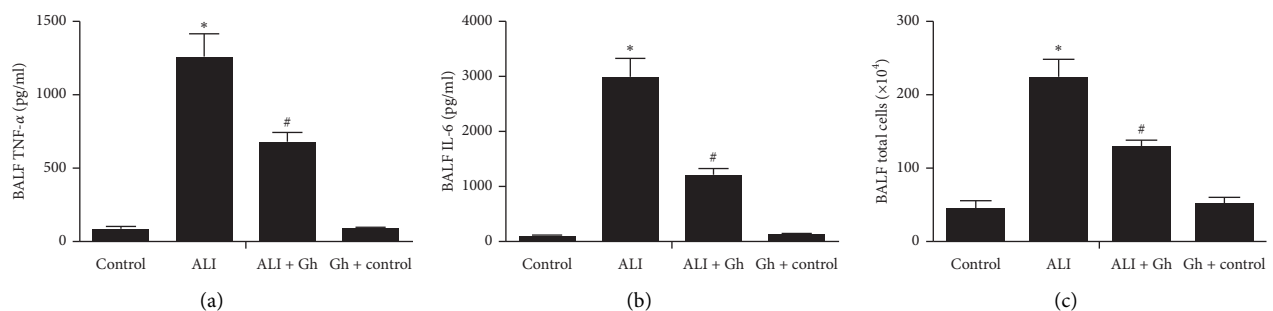 BALF TNF-α (pg/ml)
1500
1000
500
0
*
#
Control ALI ALI + Gh Gh + control
(a)
BALF IL-6 (pg/ml)
4000
3000
2000
1000
0
*
#
Control ALI ALI + Gh Gh + control
(b)
BALF total cells (×10⁴)
300
200
100
0
*
#
Control ALI ALI + Gh Gh + control
(c)